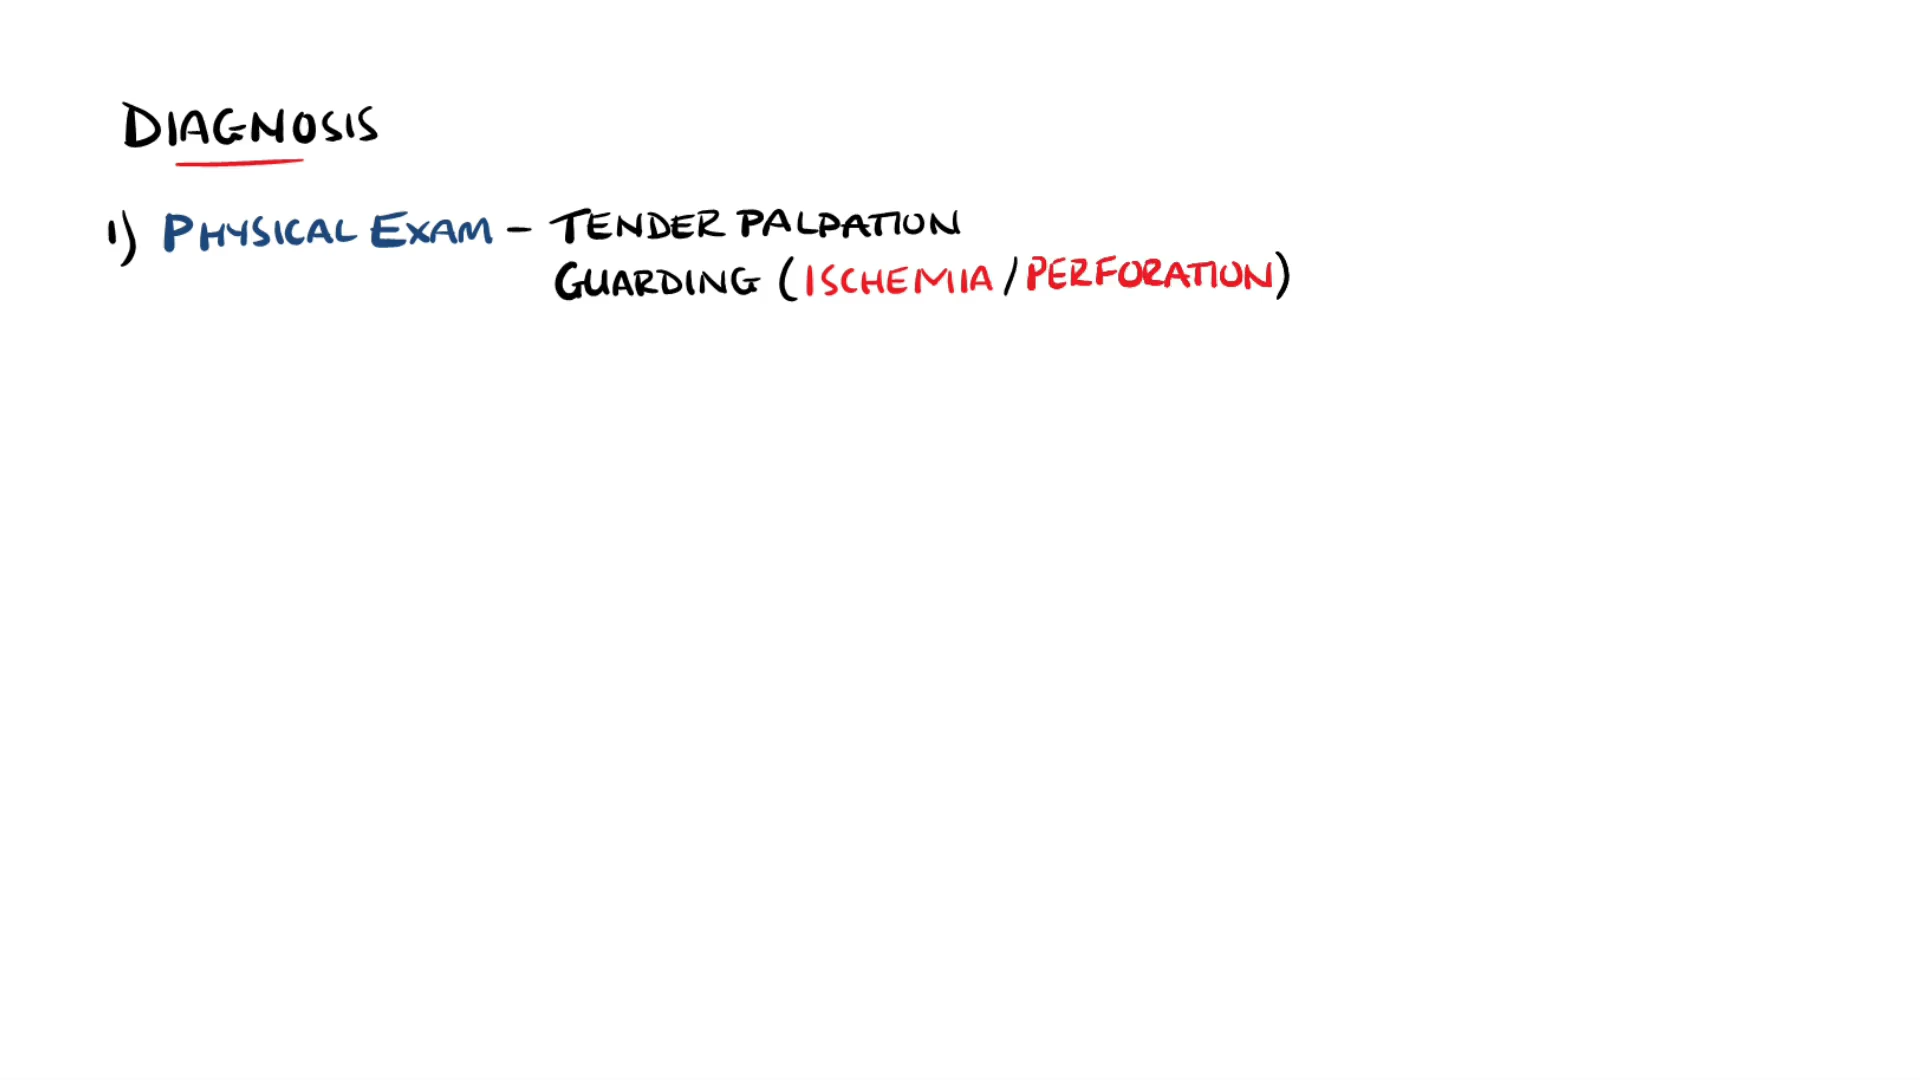 DIAGNOSIS
1) PHYSICAL EXAM - TENDER PALPATION
GUARDING (ISCHEMIA/PERFORATION)